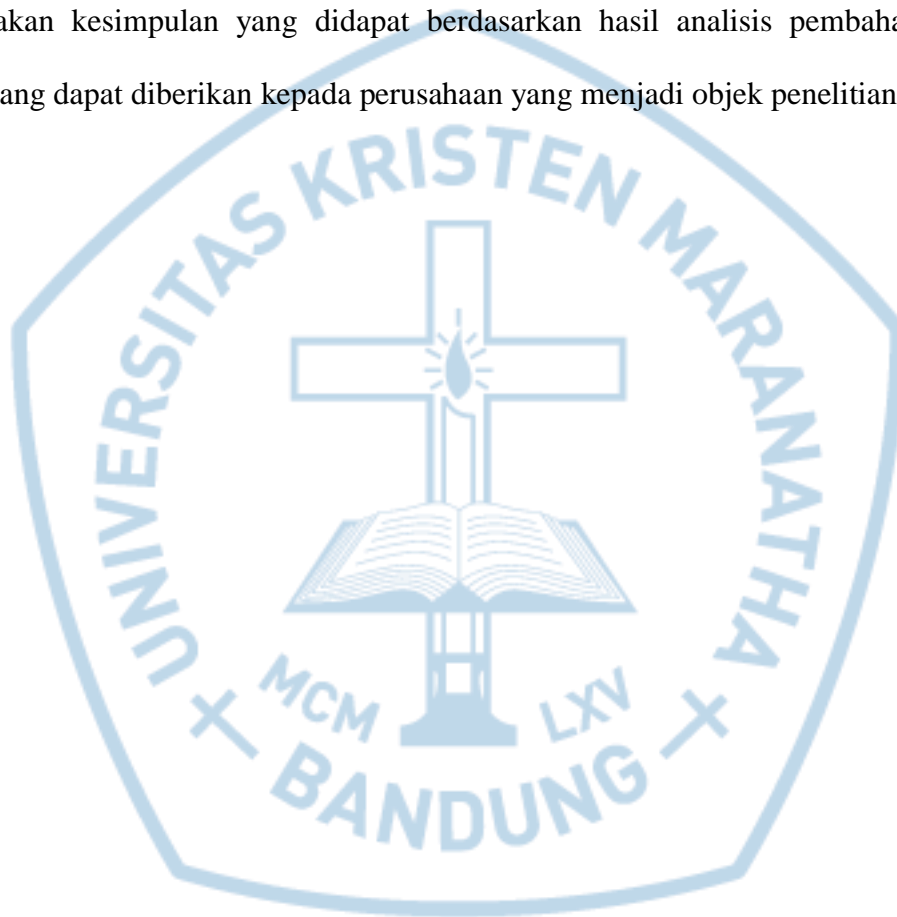 akan kesimpulan yang didapat berdasarkan hasil analisis pembaha
ang dapat diberikan kepada perusahaan yang menjadi objek penelitian
UNIVERSITAS KRISTEN MARANATHA
MCM LXV
BANDUNG